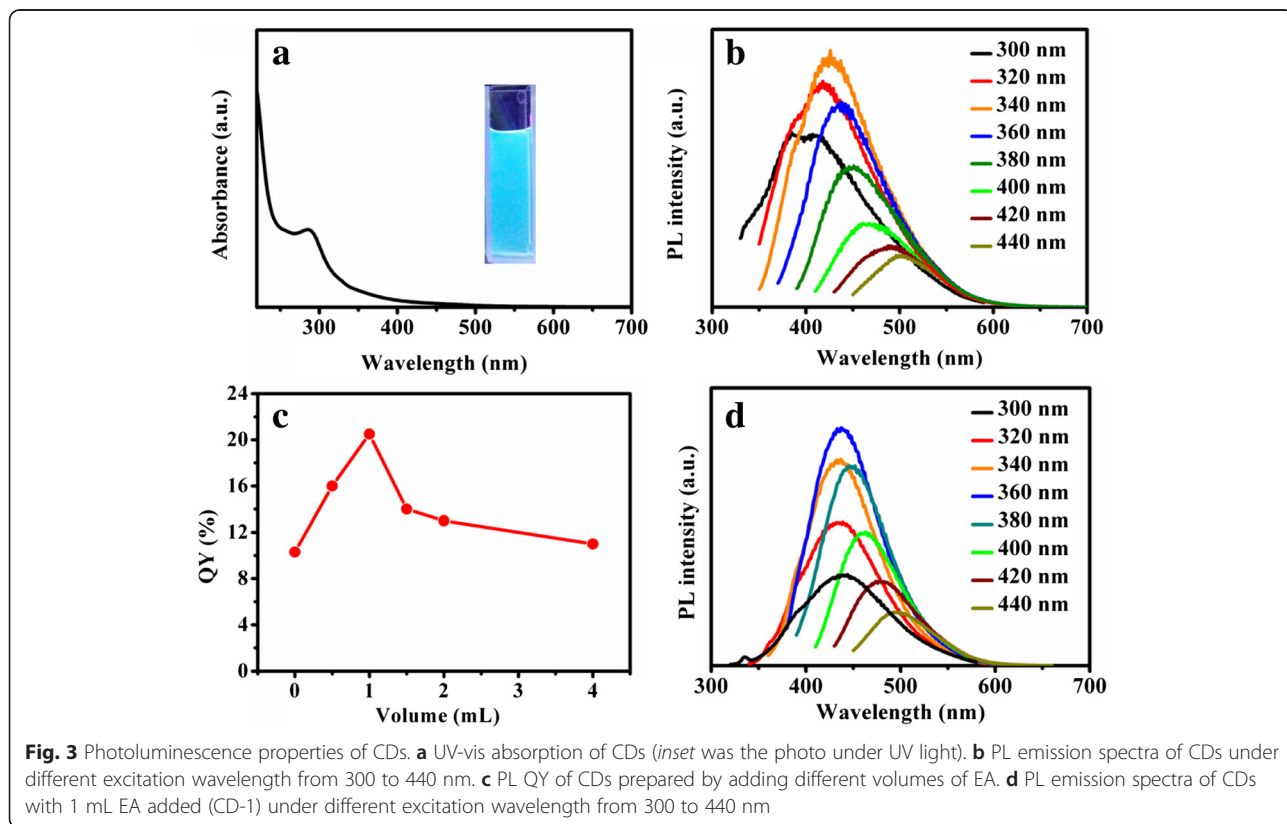 a
Absorbance (a.u.)
300 400 500 600 700
Wavelength (nm)
b
PL intensity (a.u.)
300 nm
320 nm
340 nm
360 nm
380 nm
400 nm
420 nm
440 nm
300 400 500 600 700
Wavelength (nm)
c
QY (%)
24
20
16
12
8
4
0
0 1 2 3 4
Volume (mL)
d
PL intensity (a.u.)
300 nm
320 nm
340 nm
360 nm
380 nm
400 nm
420 nm
440 nm
300 400 500 600 700
Wavelength (nm)
Fig. 3 Photoluminescence properties of CDs. a UV-vis absorption of CDs (inset was the photo under UV light). b PL emission spectra of CDs under
different excitation wavelength from 300 to 440 nm. c PL QY of CDs prepared by adding different volumes of EA. d PL emission spectra of CDs
with 1 mL EA added (CD-1) under different excitation wavelength from 300 to 440 nm